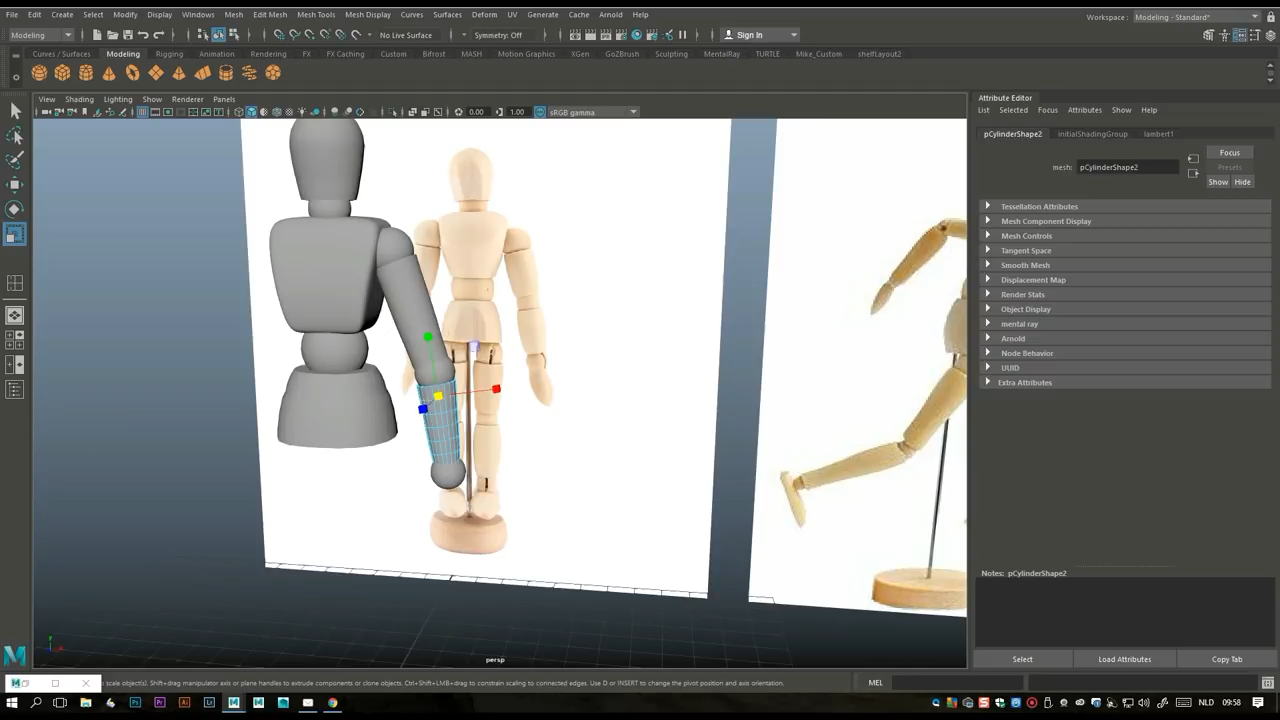 File Edit Create Select Modify Display Windows Mesh Edit Mesh Mesh Tools Mesh Display Curves Surfaces Deform UV Generate Cache Arnold Help
Workspace : Modeling - Standard*
Modeling No Live Surface Symmetry: Off Sign In
Curves / Surfaces Modeling Rigging Animation Rendering FX FX Caching Custom Bifrost MASH Motion Graphics XGen GoZBrush Sculpting MentalRay TURTLE Mike_Custom shelfLayout2
View Shading Lighting Show Renderer Panels
0.00 1.00 sRGB gamma
Attribute Editor
List Selected Focus Attributes Show Help
pCylinderShape2 initialShadingGroup lambert1
Focus
mesh: pCylinderShape2 Presets
Show Hide
Tessellation Attributes
Mesh Component Display
Mesh Controls
Tangent Space
Smooth Mesh
Displacement Map
Render Stats
Object Display
mental ray
Arnold
Node Behavior
UUID
Extra Attributes
Notes: pCylinderShape2
Select Load Attributes Copy Tab
persp
scale object(s). Shift+drag manipulator axis or plane handles to extrude components or clone objects. Ctrl+Shift+LMB+drag to constrain scaling to connected edges. Use D or INSERT to change the pivot position and axis orientation.
MEL
NLD 09:58